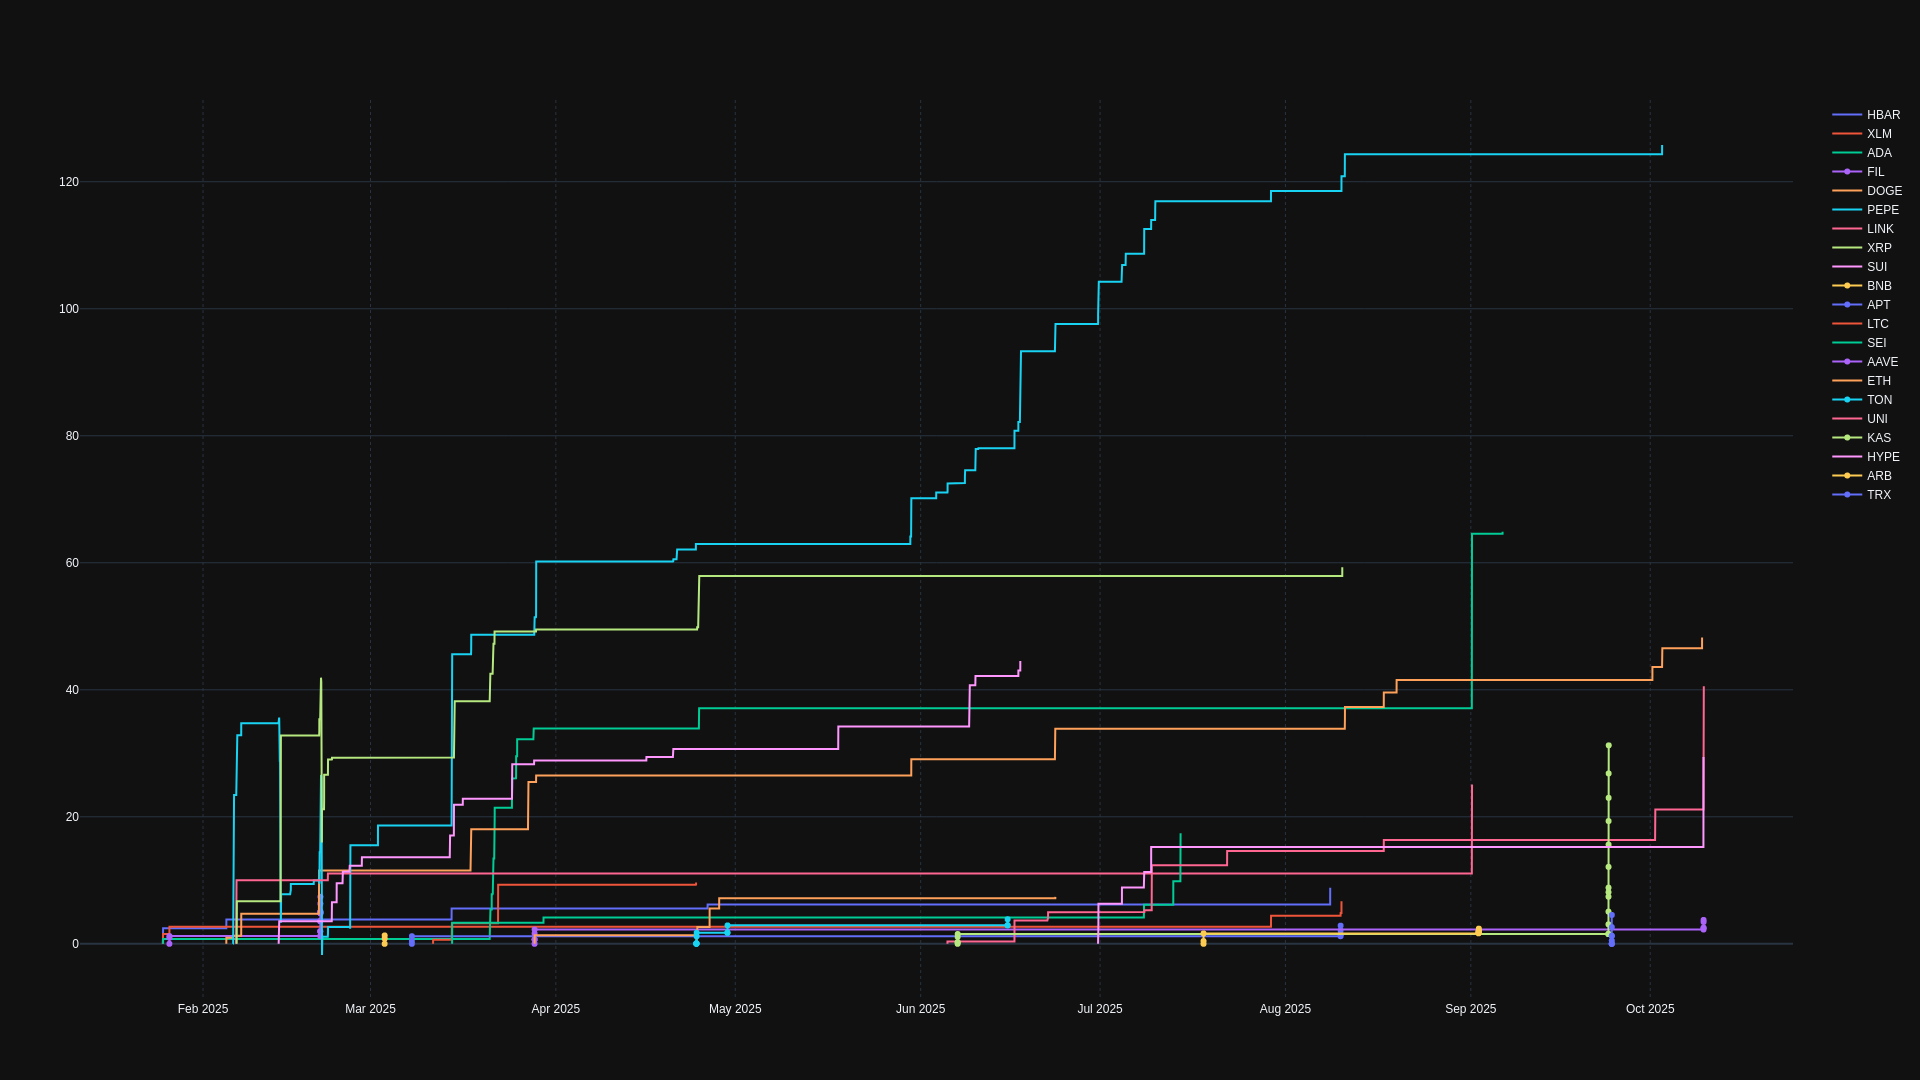 120
100
80
60
40
20
0
Feb 2025
Mar 2025
Apr 2025
May 2025
Jun 2025
Jul 2025
Aug 2025
Sep 2025
Oct 2025
HBAR
XLM
ADA
FIL
DOGE
PEPE
LINK
XRP
SUI
BNB
APT
LTC
SEI
AAVE
ETH
TON
UNI
KAS
HYPE
ARB
TRX